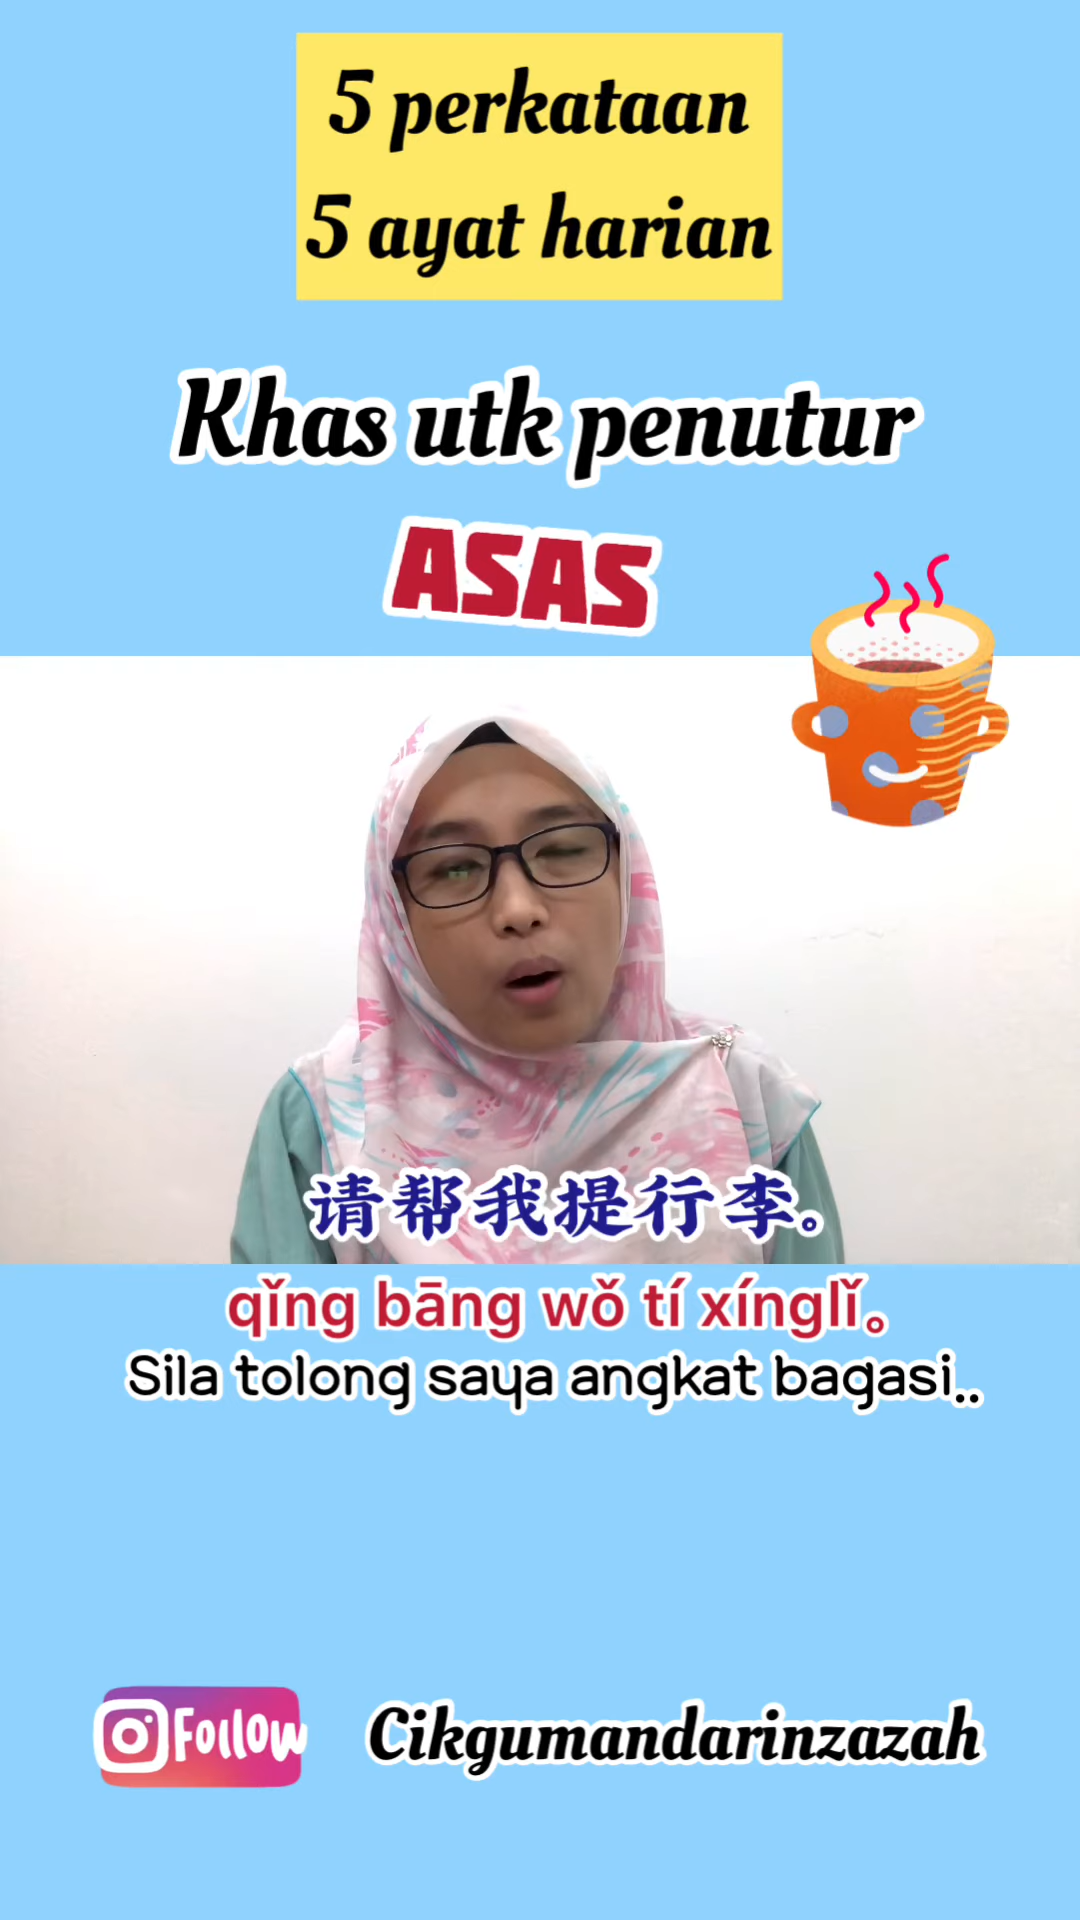 5 perkataan
5 ayat harian
Khas utk penutur
ASAS
请帮我提行李。
qǐng bāng wǒ tí xínglǐ。
Sila tolong saya angkat bagasi..
Follow
Cikgumandarinzazah